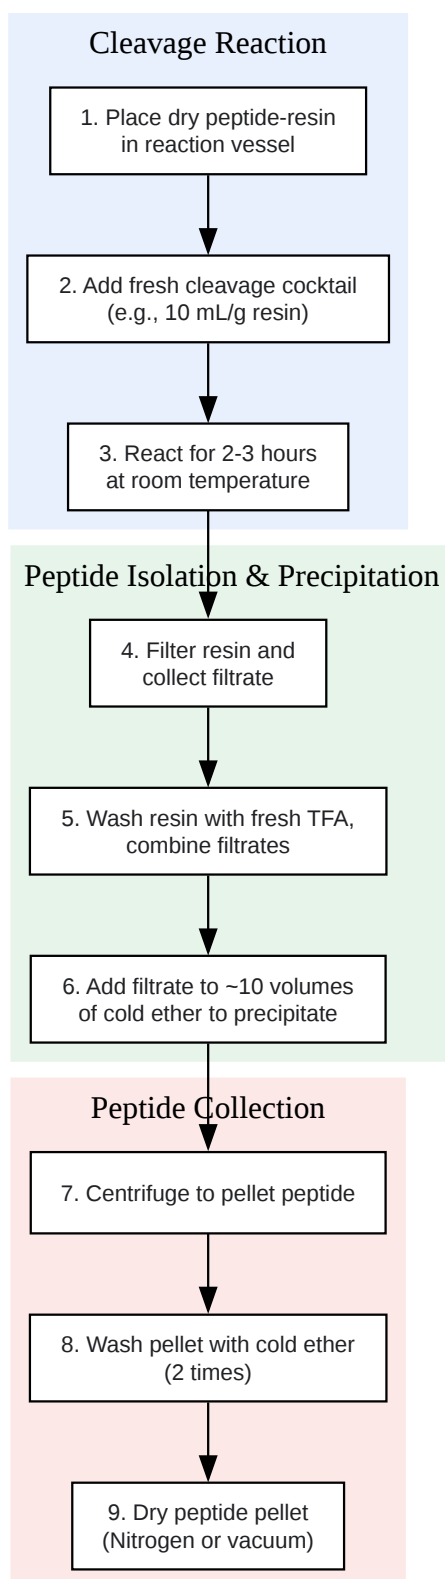 Cleavage Reaction
1. Place dry peptide-resin
in reaction vessel
2. Add fresh cleavage cocktail
(e.g., 10 mL/g resin)
3. React for 2-3 hours
at room temperature
Peptide Isolation & Precipitation
4. Filter resin and
collect filtrate
5. Wash resin with fresh TFA,
combine filtrates
6. Add filtrate to ~10 volumes
of cold ether to precipitate
Peptide Collection
7. Centrifuge to pellet peptide
8. Wash pellet with cold ether
(2 times)
9. Dry peptide pellet
(Nitrogen or vacuum)